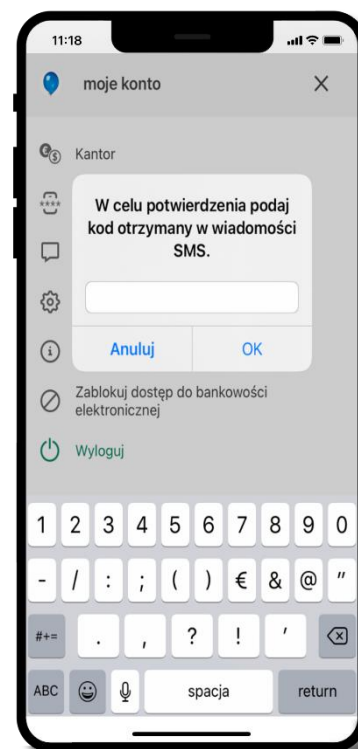 11:18
moje konto
Kantor
W celu potwierdzenia podaj
kod otrzymany w wiadomości
SMS.
Anuluj OK
Zablokuj dostęp do bankowości
elektronicznej
Wyloguj
1 2 3 4 5 6 7 8 9 0
- / : ; ( ) € & @ "
#+= . , ? ! '
ABC spacja return